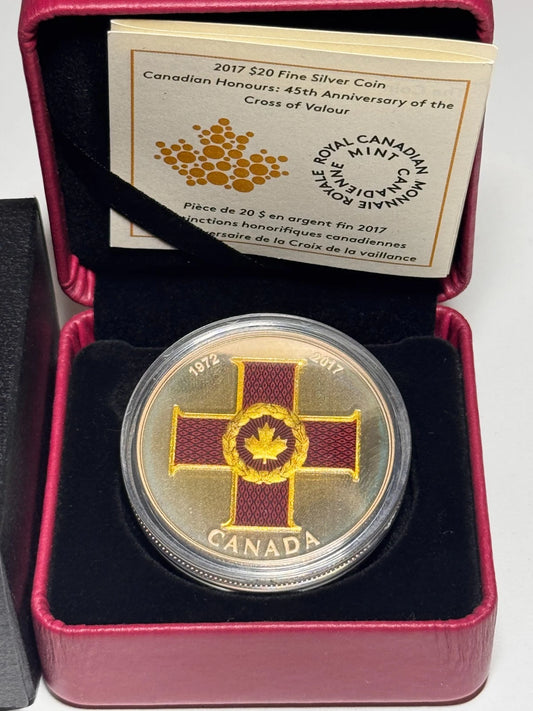 2017 $20 Fine Silver Coin
Canadian Honours: 45th Anniversary of the
Cross of Valour
ROYAL CANADIAN MINT
MONNAIE ROYALE CANADIENNE
Pièce de 20 $ en argent fin 2017
honorifiques canadiennes
de la Croix de la vaillance
1972 2017
CANADA